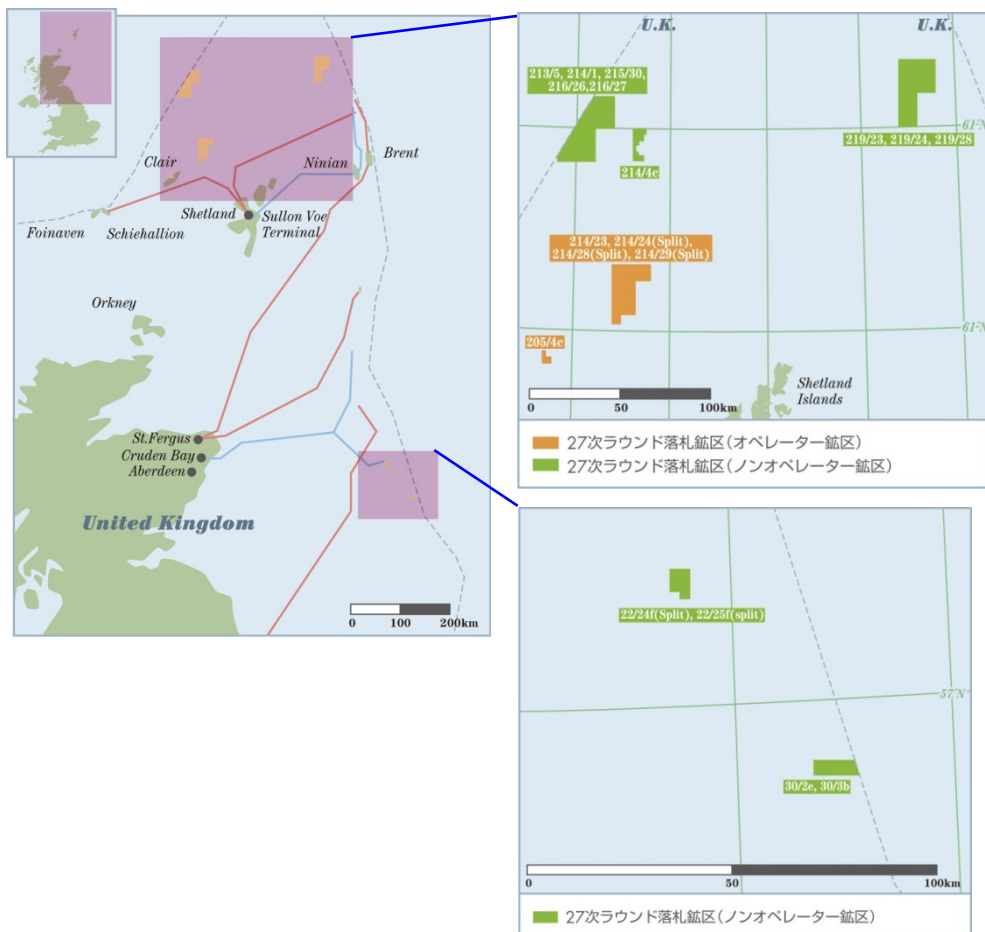 Clair
Ninian
Brent
Shetland
Sullon Voe
Terminal
Foinaven
Schiehallion
Orkney
St.Fergus
Cruden Bay
Aberdeen
United Kingdom
0 100 200km
U.K.
U.K.
213/5, 214/1, 215/30,
216/26,216/27
61°N
219/23, 219/24, 219/28
214/4c
214/23, 214/24(Split),
214/28(Split), 214/29(Split)
61°N
205/4c
Shetland
Islands
0 50 100km
27次ラウンド落札鉱区(オペレーター鉱区)
27次ラウンド落札鉱区(ノンオペレーター鉱区)
22/24f(Split), 22/25f(split)
57°N
30/2e, 30/3b
0 50 100km
27次ラウンド落札鉱区(ノンオペレーター鉱区)